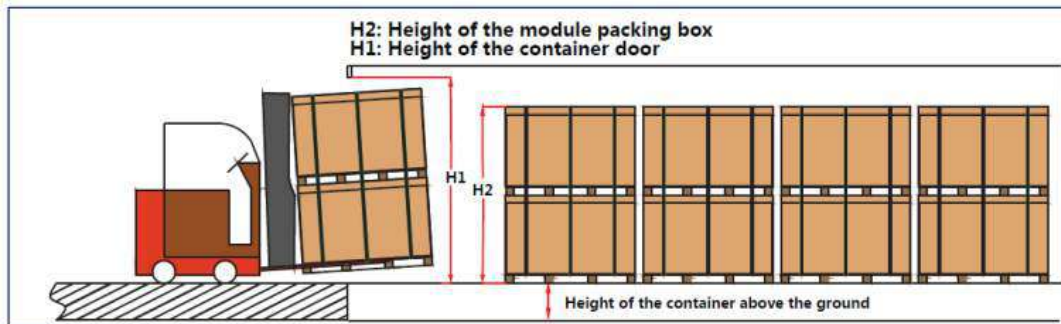 H2: Height of the module packing box
H1: Height of the container door
H1
H2
Height of the container above the ground